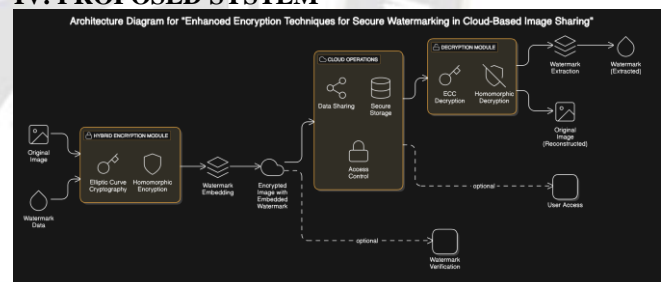 IV. PROPOSED SYSTEM
Architecture Diagram for "Enhanced Encryption Techniques for Secure Watermarking in Cloud-Based Image Sharing"
HYBRID ENCRYPTION MODULE
Original
Image
Watermark
Data
Elliptic Curve
Cryptography
Homomorphic
Encryption
Watermark
Embedding
Encrypted
Image with
Embedded
Watermark
CLOUD OPERATIONS
Data Sharing
Secure
Storage
Access
Control
DECRYPTION MODULE
ECC
Decryption
Homomorphic
Decryption
Watermark
Extraction
Watermark
(Extracted)
Original
Image
(Reconstructed)
optional
User Access
optional
Watermark
Verification